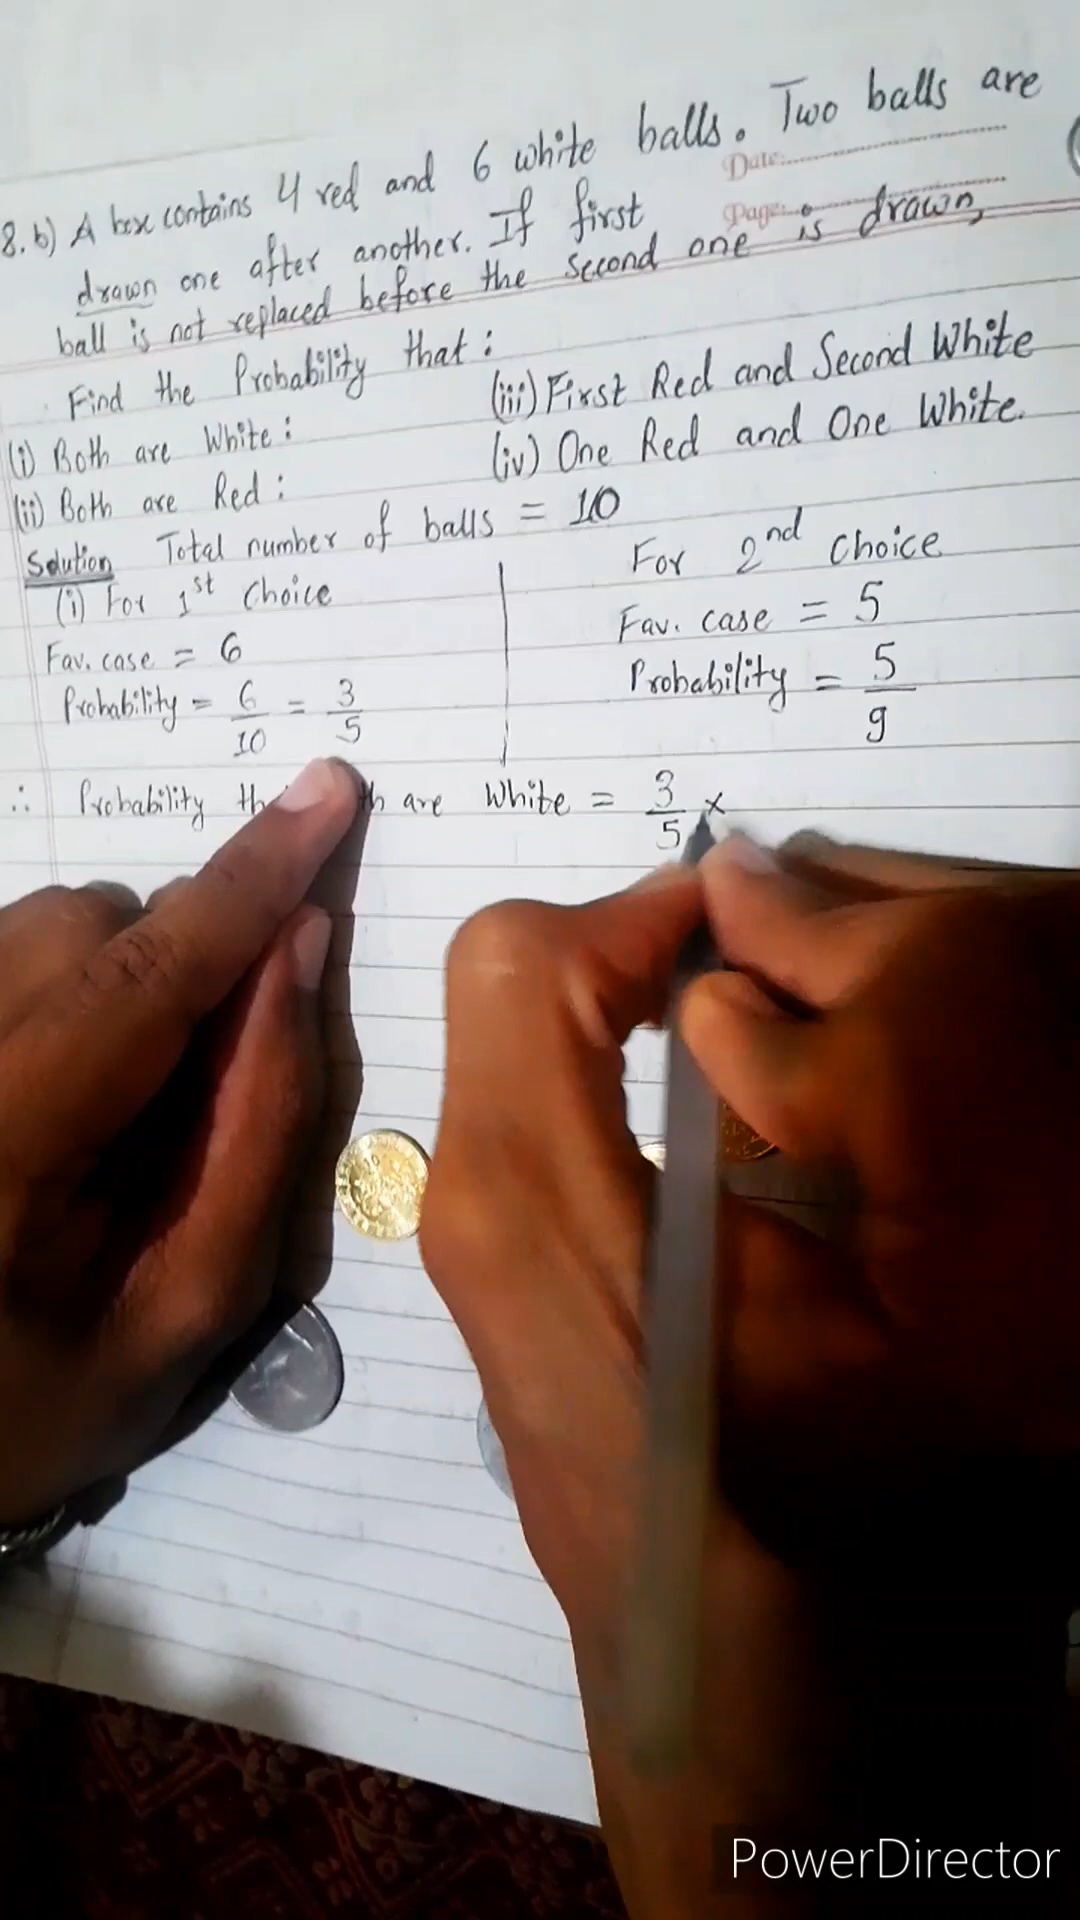 8.b) A box contains 4 red and 6 white balls. Two balls are
Date:
drawn one after another. If first
Page:
ball is not replaced before the second one is drawn,
Find the Probability that:
(i) Both are White:
(iii) First Red and Second White
(ii) Both are Red:
(iv) One Red and One White.
Solution Total number of balls = 10
(i) For 1st Choice
For 2nd choice
Fav. case = 6
Fav. case = 5
Probability = 6/10 = 3/5
Probability = 5/9
∴ Probability are White = 3/5 ×
PowerDirector